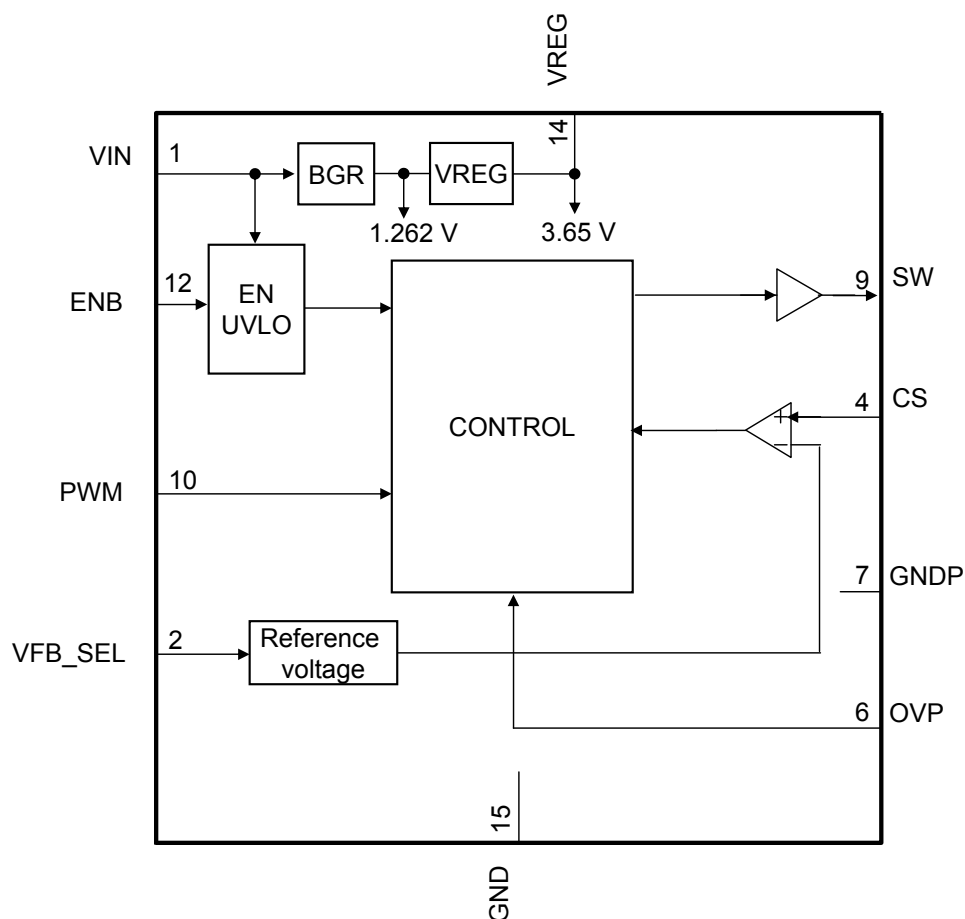 VREG
14
VIN
1
BGR
VREG
1.262 V
3.65 V
ENB
12
EN
UVLO
SW
9
CONTROL
CS
4
+
−
PWM
10
GNDP
7
VFB_SEL
2
Reference
voltage
OVP
6
15
GND